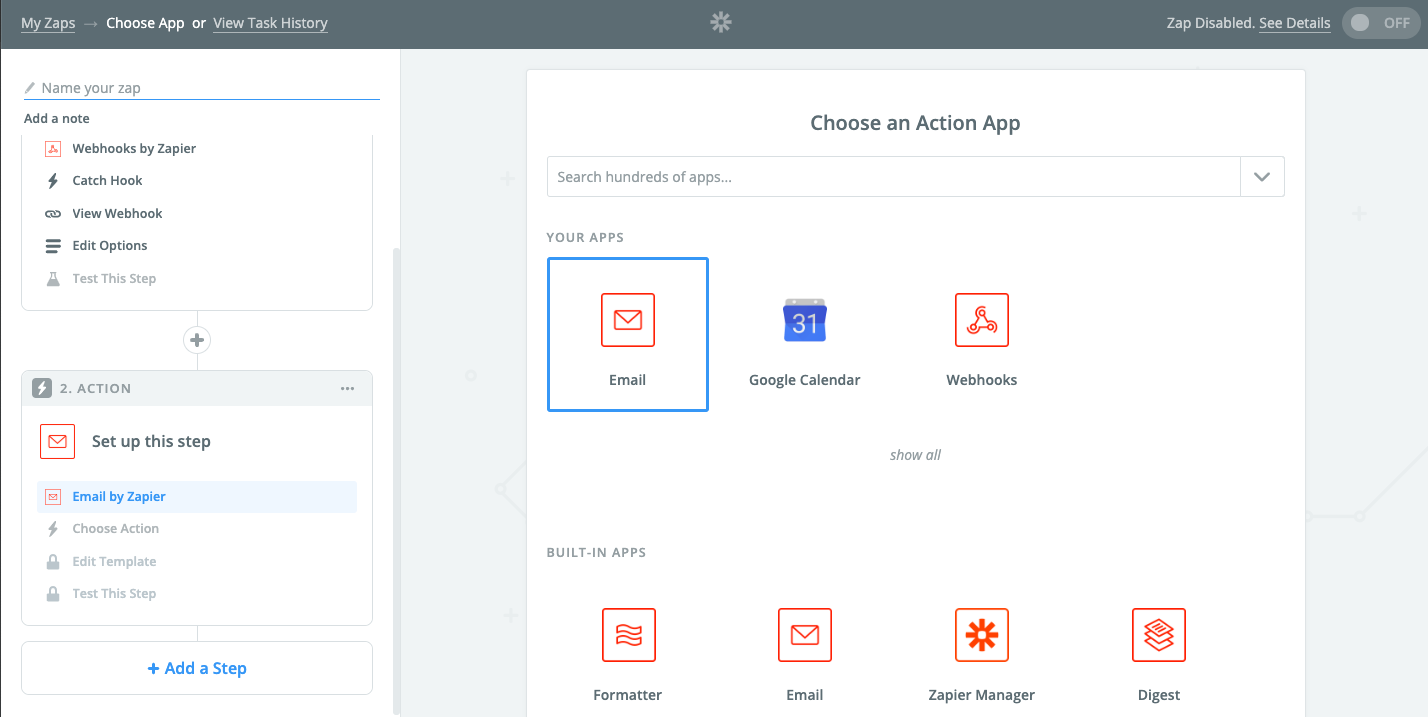 My Zaps → Choose App or View Task History
Zap Disabled. See Details
OFF
Name your zap
Add a note
Webhooks by Zapier
Catch Hook
View Webhook
Edit Options
Test This Step
2. ACTION
Set up this step
Email by Zapier
Choose Action
Edit Template
Test This Step
+ Add a Step
Choose an Action App
Search hundreds of apps...
YOUR APPS
31
Email
Google Calendar
Webhooks
show all
BUILT-IN APPS
Formatter
Email
Zapier Manager
Digest